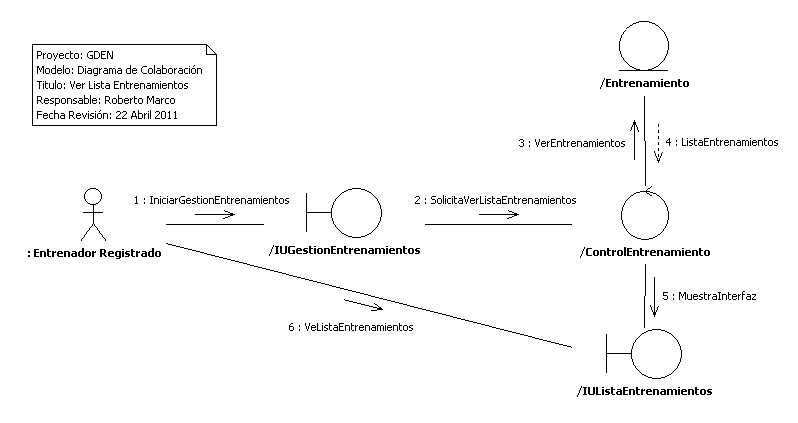 Proyecto: GDEN
Modelo: Diagrama de Colaboración
Titulo: Ver Lista Entrenamientos
Responsable: Roberto Marco
Fecha Revisión: 22 Abril 2011
/Entrenamiento
3 : VerEntrenamientos
4 : ListaEntrenamientos
1 : IniciarGestionEntrenamientos
2 : SolicitaVerListaEntrenamientos
: Entrenador Registrado
/IUGestionEntrenamientos
/ControlEntrenamiento
5 : MuestraInterfaz
6 : VeListaEntrenamientos
/IUListaEntrenamientos